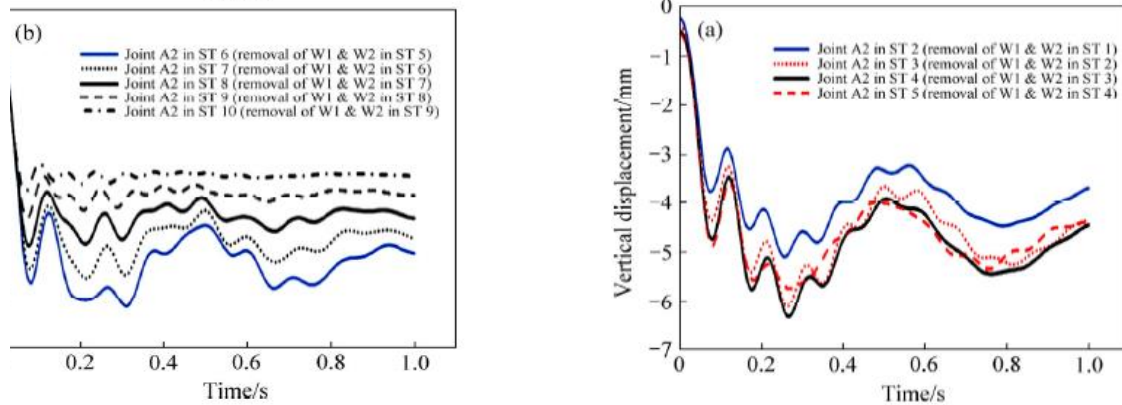 (b)
Joint A2 in ST 6 (removal of W1 & W2 in ST 5)
Joint A2 in ST 7 (removal of W1 & W2 in ST 6)
Joint A2 in ST 8 (removal of W1 & W2 in ST 7)
Joint A2 in ST 9 (removal of W1 & W2 in ST 8)
Joint A2 in ST 10 (removal of W1 & W2 in ST 9)
0.2 0.4 0.6 0.8 1.0
Time/s
(a)
Joint A2 in ST 2 (removal of W1 & W2 in ST 1)
Joint A2 in ST 3 (removal of W1 & W2 in ST 2)
Joint A2 in ST 4 (removal of W1 & W2 in ST 3)
Joint A2 in ST 5 (removal of W1 & W2 in ST 4)
Vertical displacement/mm
0
−1
−2
−3
−4
−5
−6
−7
0 0.2 0.4 0.6 0.8 1.0
Time/s